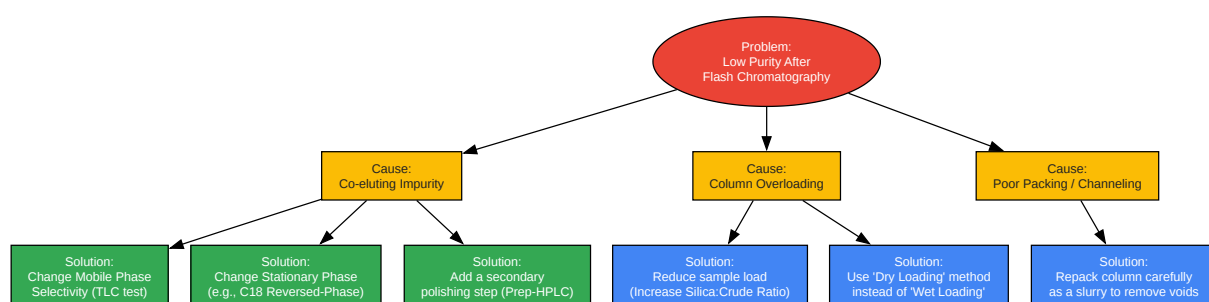 Problem:
Low Purity After
Flash Chromatography
Cause:
Co-eluting Impurity
Cause:
Column Overloading
Cause:
Poor Packing / Channeling
Solution:
Change Mobile Phase
Selectivity (TLC test)
Solution:
Change Stationary Phase
(e.g., C18 Reversed-Phase)
Solution:
Add a secondary
polishing step (Prep-HPLC)
Solution:
Reduce sample load
(Increase Silica:Crude Ratio)
Solution:
Use 'Dry Loading' method
instead of 'Wet Loading'
Solution:
Repack column carefully
as a slurry to remove voids